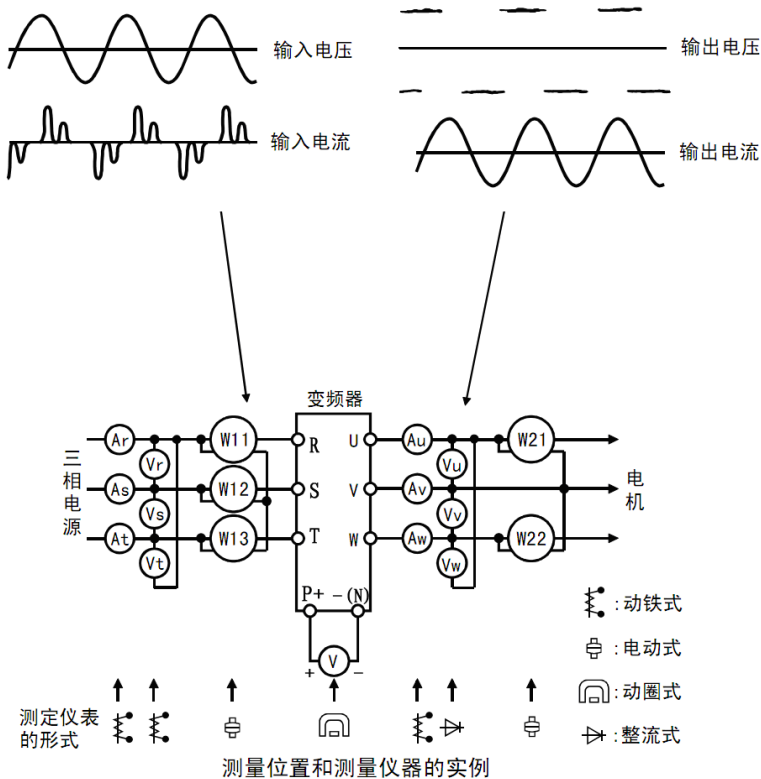 输入电压
输出电压
输入电流
输出电流
变频器
Ar W11 R U Au W21
Vr Vu
三相电源
As W12 S V Av
电机
Vs Vv
At W13 T W Aw W22
Vt Vw
P+ -(N)
:动铁式
+ V -
:电动式
:动圈式
测定仪表
的形式
:整流式
测量位置和测量仪器的实例